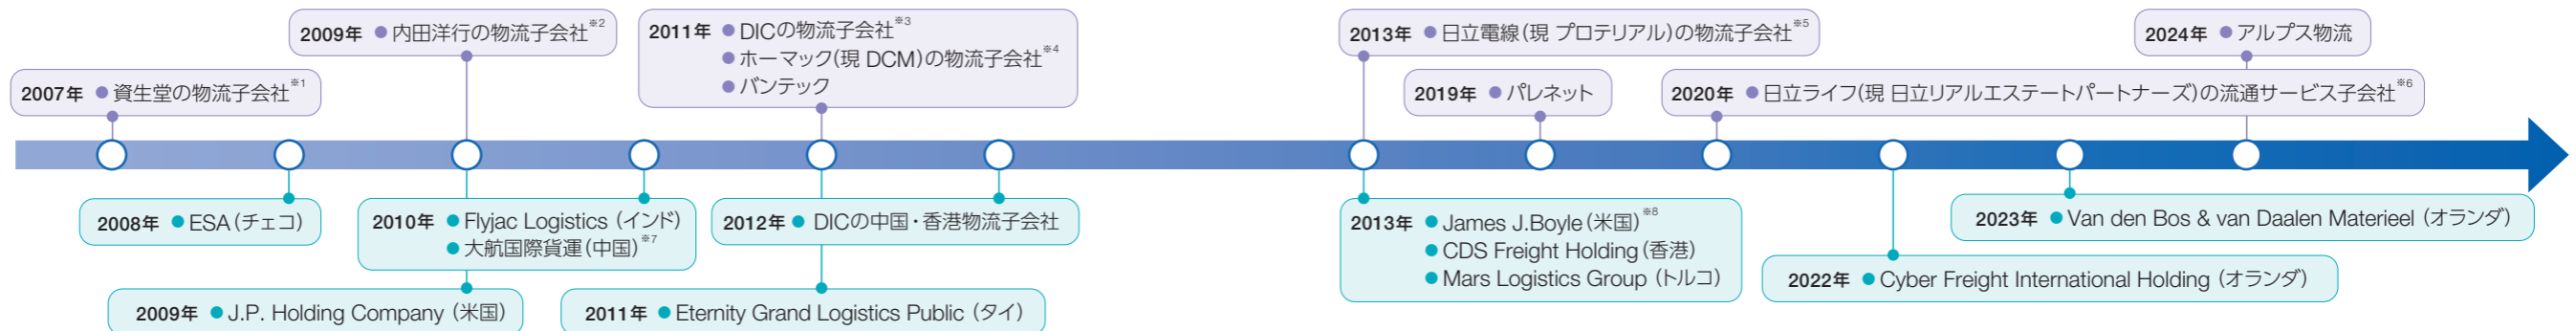 2007年 ● 資生堂の物流子会社※1
2009年 ● 内田洋行の物流子会社※2
2011年 ● DICの物流子会社※3
● ホーマック(現 DCM)の物流子会社※4
● バンテック
2013年 ● 日立電線(現 プロテリアル)の物流子会社※5
2019年 ● パレネット
2020年 ● 日立ライフ(現 日立リアルエステートパートナーズ)の流通サービス子会社※6
2024年 ● アルプス物流
2008年 ● ESA(チェコ)
2009年 ● J.P. Holding Company (米国)
2010年 ● Flyjac Logistics (インド)
● 大航国際貨運(中国)※7
2011年 ● Eternity Grand Logistics Public (タイ)
2012年 ● DICの中国・香港物流子会社
2013年 ● James J.Boyle(米国)※8
● CDS Freight Holding(香港)
● Mars Logistics Group (トルコ)
2022年 ● Cyber Freight International Holding (オランダ)
2023年 ● Van den Bos & van Daalen Materieel (オランダ)